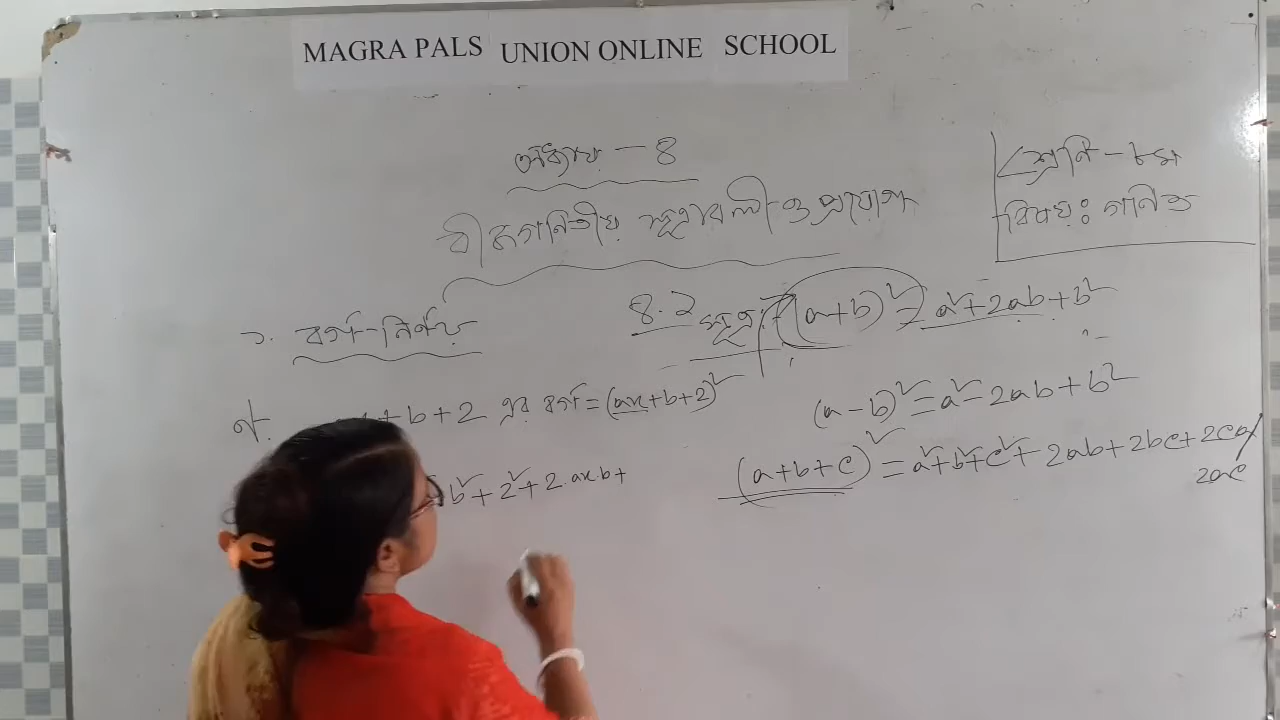 MAGRA PALS UNION ONLINE SCHOOL
অধ্যায় - ৪
শ্রেণি - ৮ম
বিষয়ঃ গনিত
বীজগনিতীয় সূত্রাবলী ও প্রয়োগ
৪.১ সূত্র: (a+b)² = a²+2ab+b²
১. বর্গ-নির্ণয়
(a-b)² = a²-2ab+b²
+b+2 এর বর্গ = (ax+b+2)²
(a+b+c)² = a²+b²+c²+2ab+2bc+2ca/
2ac
b²+2²+2.ax.b+